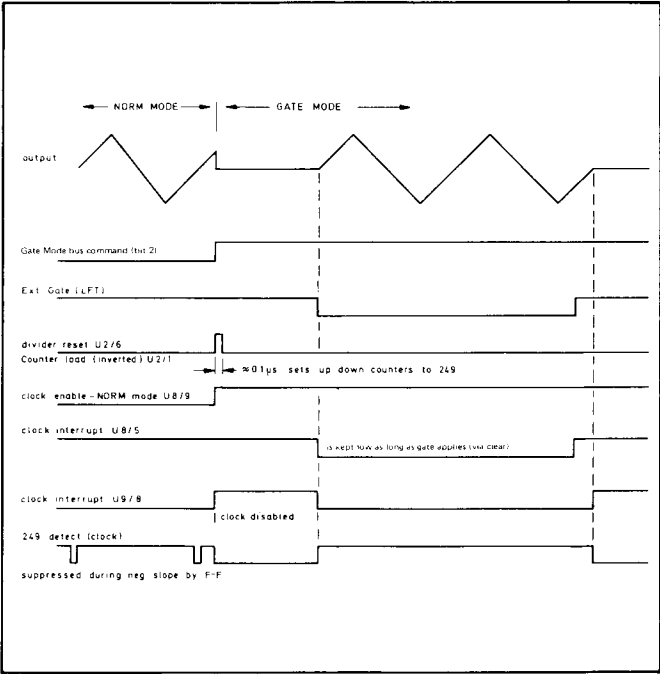 NORM MODE
GATE MODE
output
Gate Mode bus command (bit 2)
Ext. Gate (LFT)
divider reset U2/6
Counter load (inverted) U2/1
≈ 0.1µs sets up down counters to 249
clock enable - NORM mode U8/9
clock interrupt U8/5
is kept low as long as gate applies (via clear)
clock interrupt U9/8
clock disabled
249 detect (clock)
suppressed during neg slope by F-F